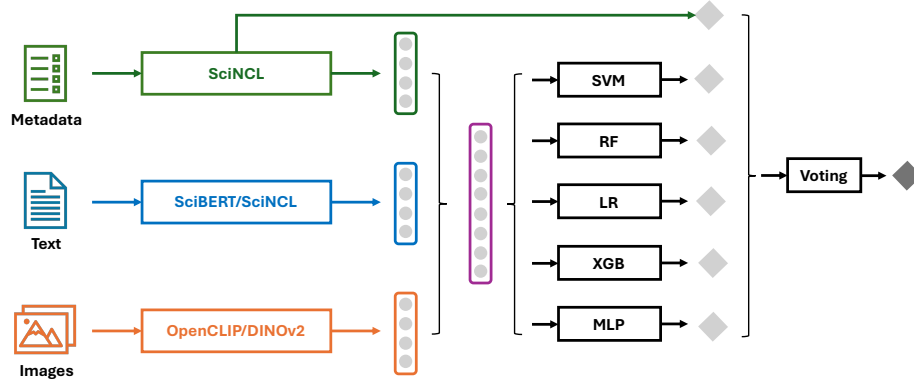 Metadata
SciNCL
Text
SciBERT/SciNCL
Images
OpenCLIP/DINOv2
SVM
RF
LR
XGB
MLP
Voting